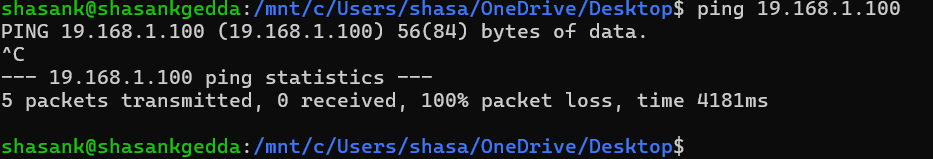 shasank@shasankgedda:/mnt/c/Users/shasa/OneDrive/Desktop$ ping 19.168.1.100
PING 19.168.1.100 (19.168.1.100) 56(84) bytes of data.
^C
--- 19.168.1.100 ping statistics ---
5 packets transmitted, 0 received, 100% packet loss, time 4181ms
shasank@shasankgedda:/mnt/c/Users/shasa/OneDrive/Desktop$